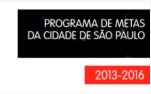 PROGRAMA DE METAS
DA CIDADE DE SÃO PAULO
2013-2016